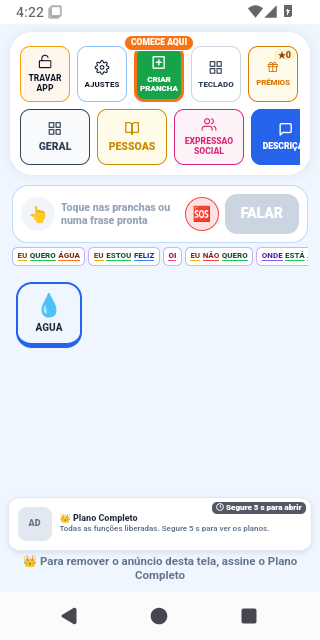 4:22
COMECE AQUI
TRAVAR
APP
AJUSTES
CRIAR
PRANCHA
TECLADO
★0
PRÊMIOS
GERAL
PESSOAS
EXPRESSAO
SOCIAL
DESCRIÇA
Toque nas pranchas ou
numa frase pronta
SOS
FALAR
EU QUERO ÁGUA
EU ESTOU FELIZ
OI
EU NÃO QUERO
ONDE ESTÁ
AGUA
Segure 5 s para abrir
AD
Plano Completo
Todas as funções liberadas. Segure 5 s para ver os planos.
Para remover o anúncio desta tela, assine o Plano
Completo